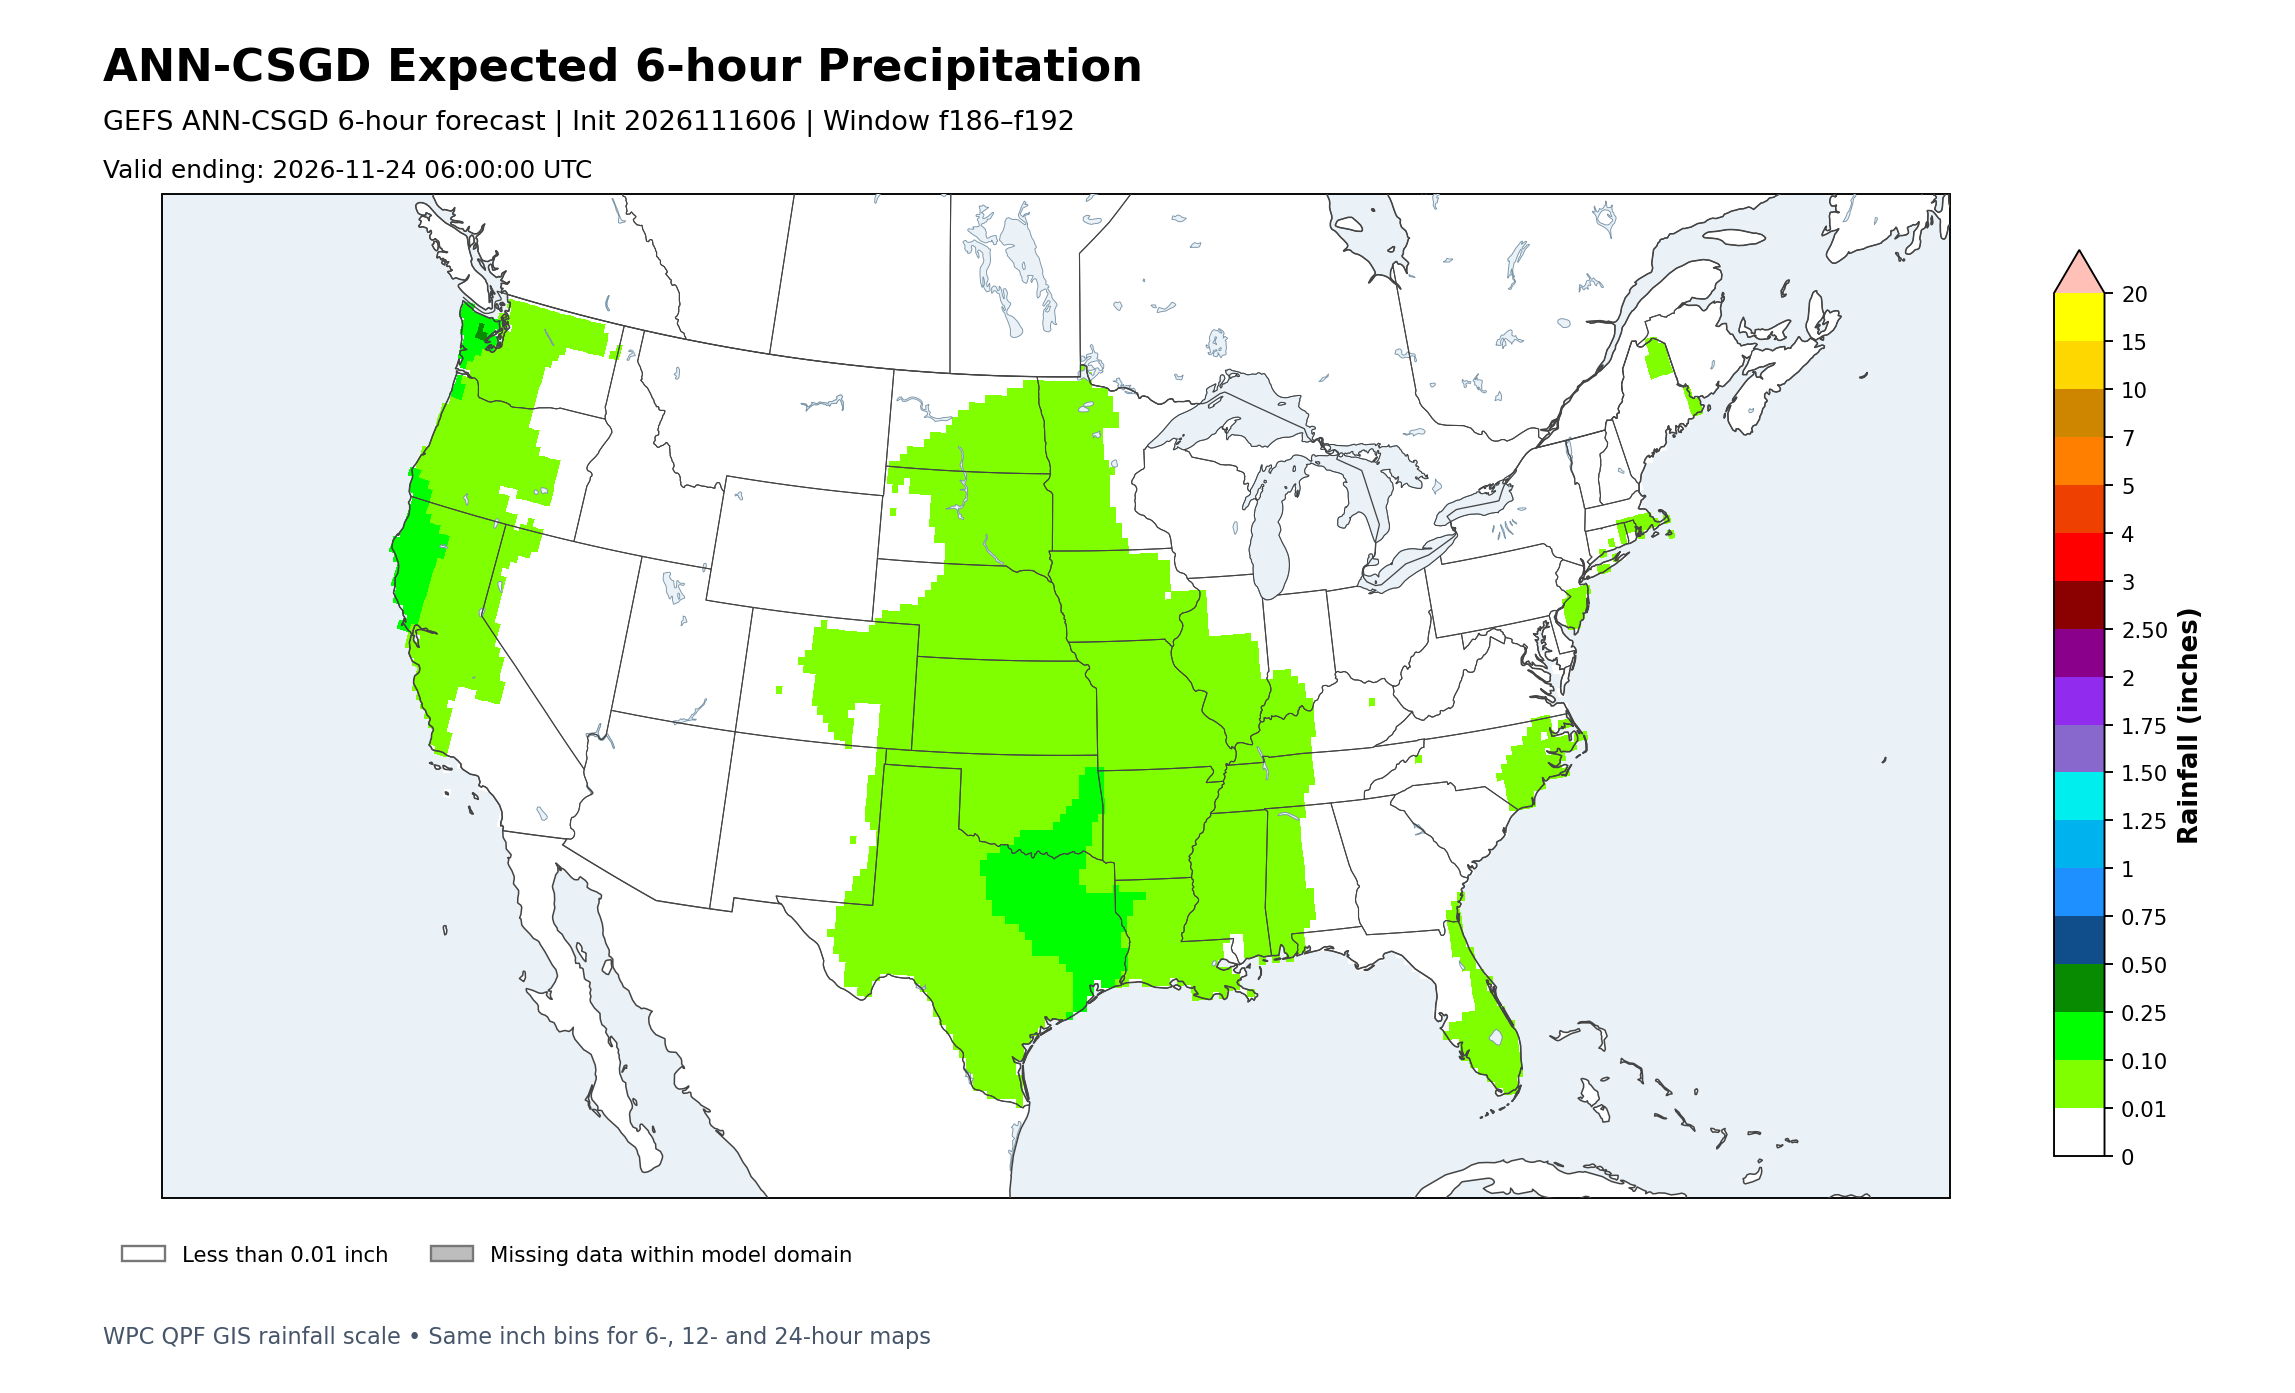 ANN-CSGD Expected 6-hour Precipitation
GEFS ANN-CSGD 6-hour forecast | Init 2026111606 | Window f186–f192
Valid ending: 2026-11-24 06:00:00 UTC
20
15
10
7
5
4
3
2.50
2
1.75
1.50
1.25
1
0.75
0.50
0.25
0.10
0.01
0
Rainfall (inches)
Less than 0.01 inch
Missing data within model domain
WPC QPF GIS rainfall scale • Same inch bins for 6-, 12- and 24-hour maps